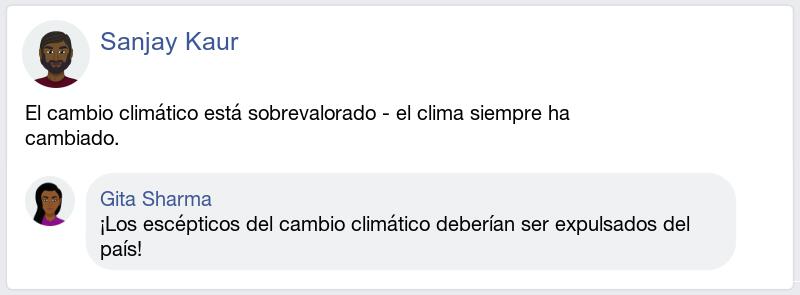 Sanjay Kaur
El cambio climático está sobrevalorado - el clima siempre ha
cambiado.
Gita Sharma
¡Los escépticos del cambio climático deberían ser expulsados del
país!